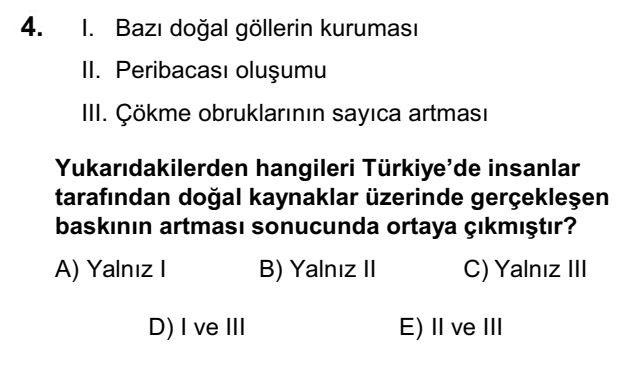 4. I. Bazı doğal göllerin kuruması
II. Peribacası oluşumu
III. Çökme obruklarının sayıca artması
Yukarıdakilerden hangileri Türkiye’de insanlar
tarafından doğal kaynaklar üzerinde gerçekleşen
baskının artması sonucunda ortaya çıkmıştır?
A) Yalnız I B) Yalnız II C) Yalnız III
D) I ve III E) II ve III